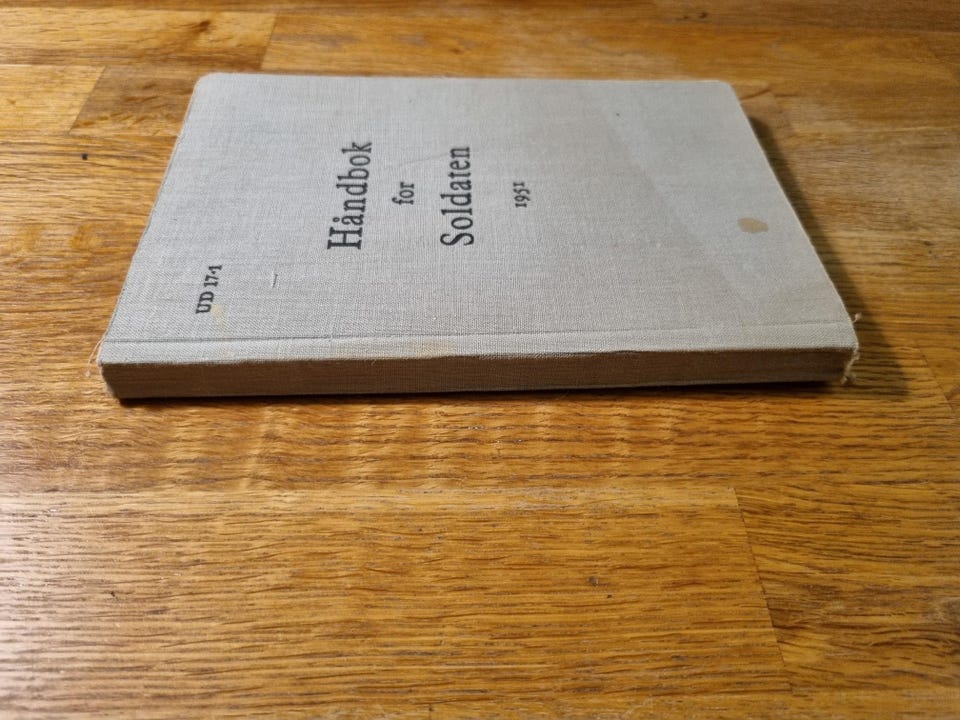 UD 17-1
Håndbok
for
Soldaten
1951